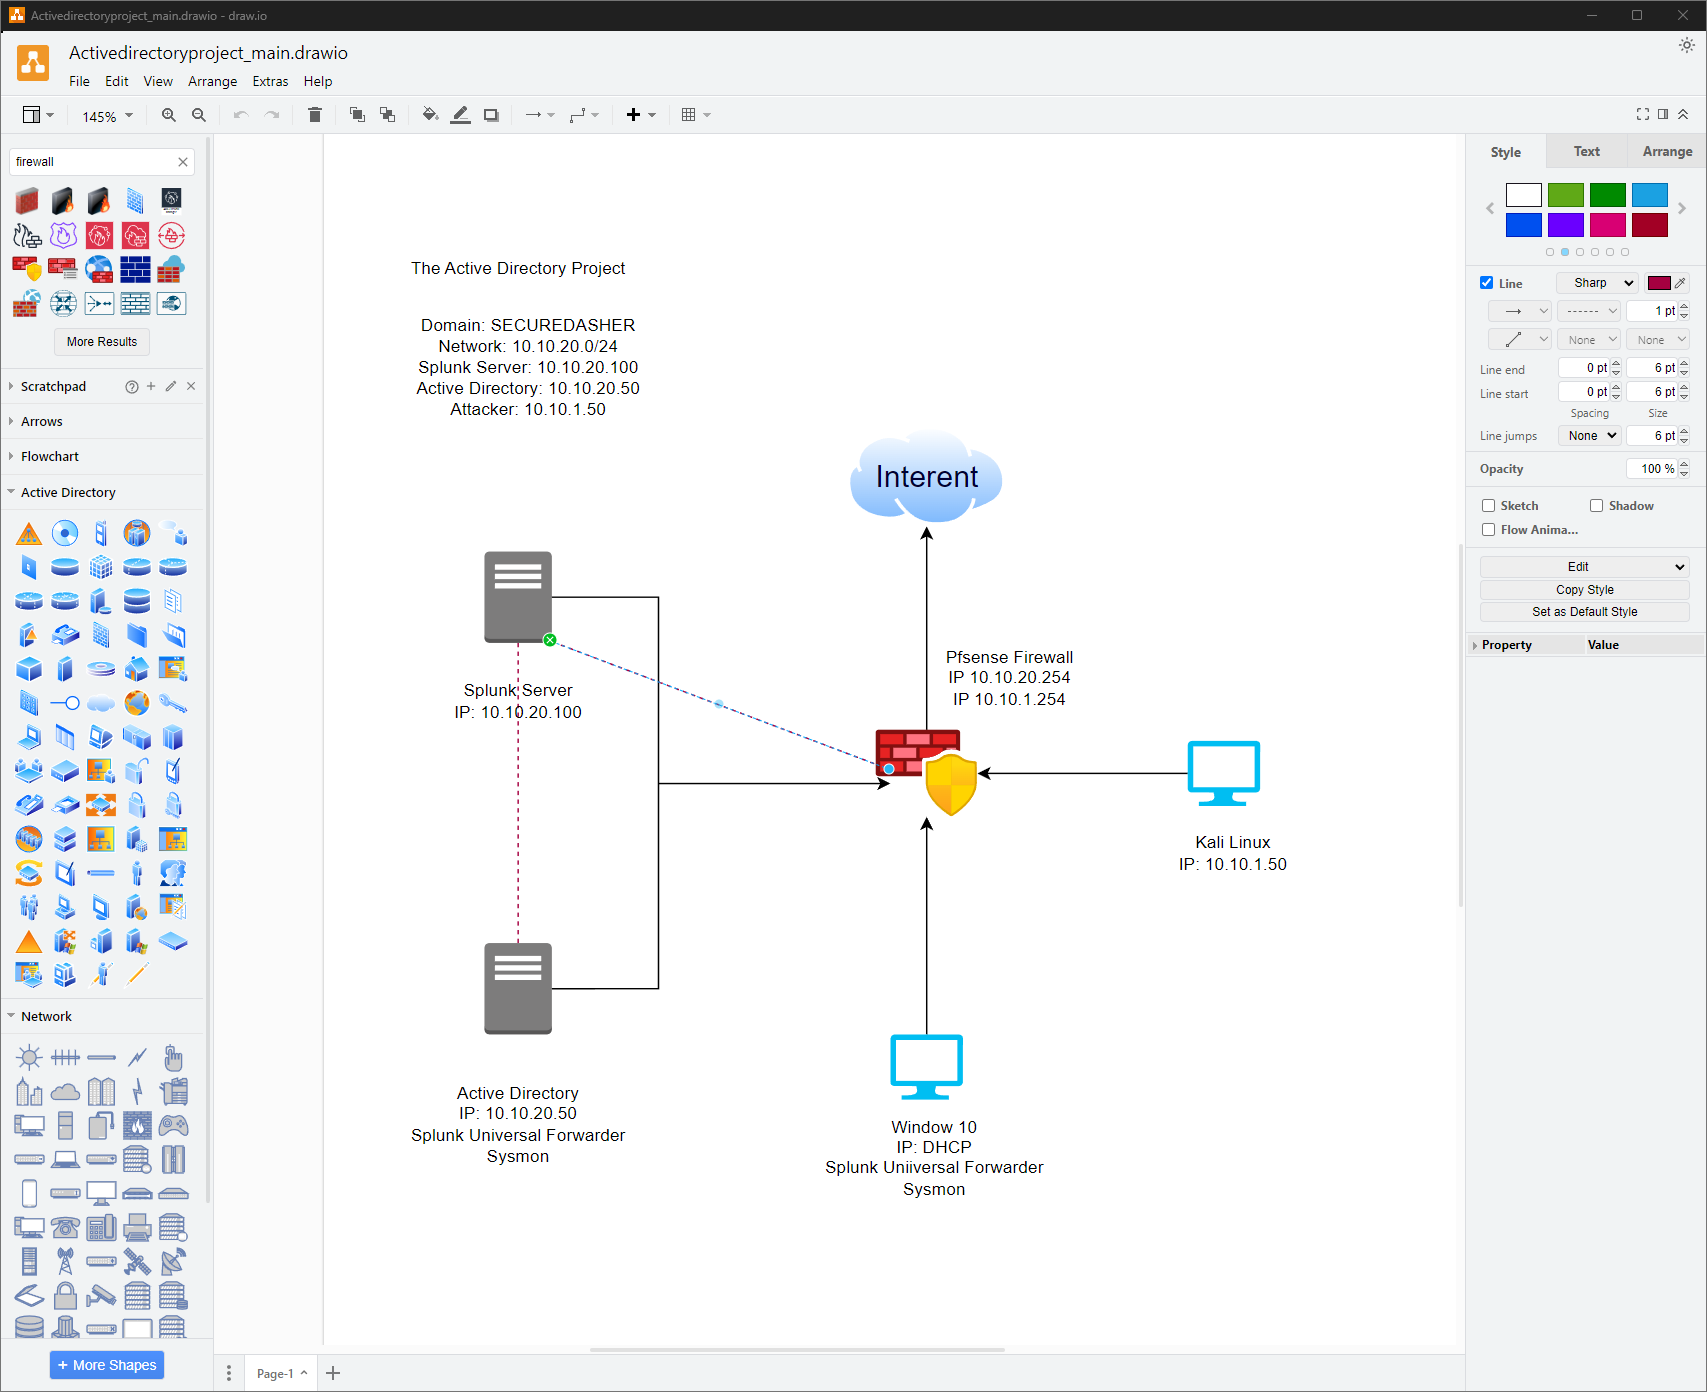 Activedirectoryproject_main.drawio - draw.io
Activedirectoryproject_main.drawio
File Edit View Arrange Extras Help
145%
firewall
More Results
Scratchpad
Arrows
Flowchart
Active Directory
Network
+ More Shapes
The Active Directory Project
Domain: SECUREDASHER
Network: 10.10.20.0/24
Splunk Server: 10.10.20.100
Active Directory: 10.10.20.50
Attacker: 10.10.1.50
Interent
Splunk Server
IP: 10.10.20.100
Pfsense Firewall
IP 10.10.20.254
IP 10.10.1.254
Kali Linux
IP: 10.10.1.50
Active Directory
IP: 10.10.20.50
Splunk Universal Forwarder
Sysmon
Window 10
IP: DHCP
Splunk Uniiversal Forwarder
Sysmon
Page-1
Style Text Arrange
Line Sharp
1 pt
None None
Line end 0 pt 6 pt
Line start 0 pt 6 pt
Spacing Size
Line jumps None 6 pt
Opacity 100 %
Sketch Shadow
Flow Anima...
Edit
Copy Style
Set as Default Style
Property Value